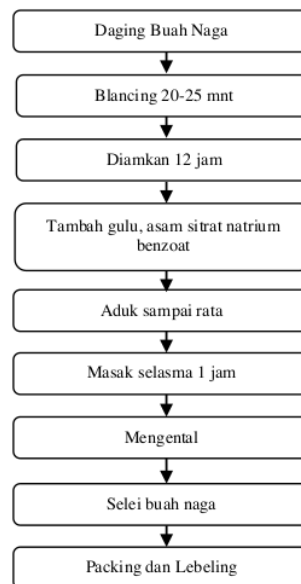 Daging Buah Naga
Blancing 20-25 mnt
Diamkan 12 jam
Tambah gulu, asam sitrat natrium
benzoat
Aduk sampai rata
Masak selasma 1 jam
Mengental
Selei buah naga
Packing dan Lebeling